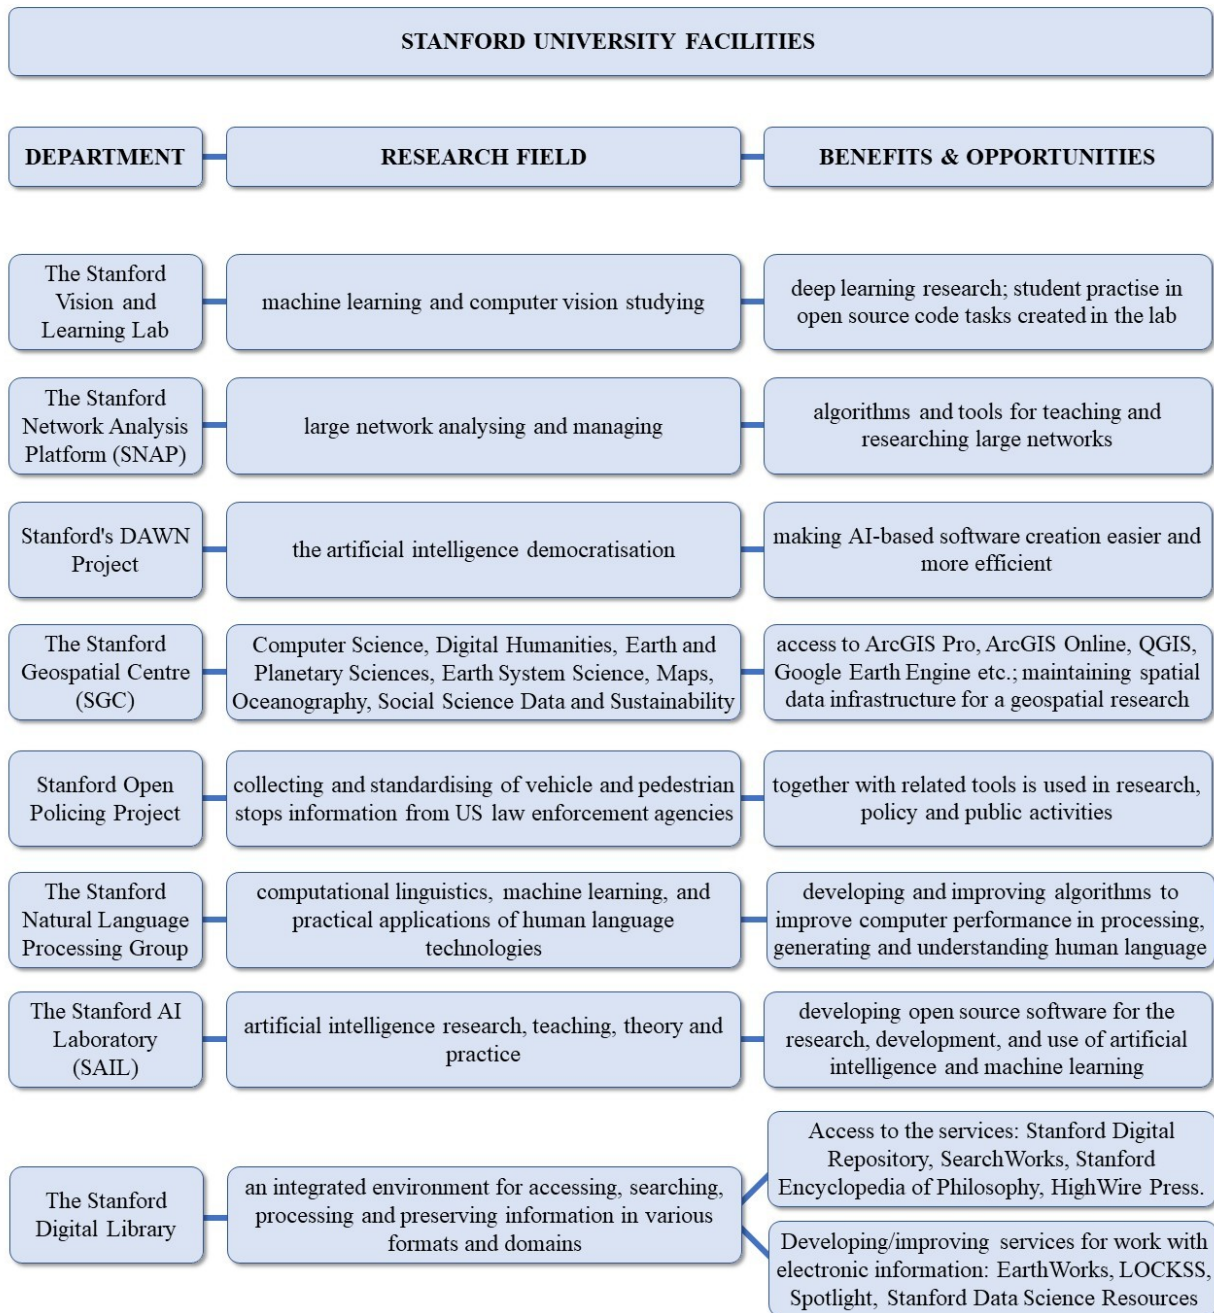 STANFORD UNIVERSITY FACILITIES
DEPARTMENT
RESEARCH FIELD
BENEFITS & OPPORTUNITIES
The Stanford
Vision and
Learning Lab
machine learning and computer vision studying
deep learning research; student practise in
open source code tasks created in the lab
The Stanford
Network Analysis
Platform (SNAP)
large network analysing and managing
algorithms and tools for teaching and
researching large networks
Stanford's DAWN
Project
the artificial intelligence democratisation
making AI-based software creation easier and
more efficient
The Stanford
Geospatial Centre
(SGC)
Computer Science, Digital Humanities, Earth and
Planetary Sciences, Earth System Science, Maps,
Oceanography, Social Science Data and Sustainability
access to ArcGIS Pro, ArcGIS Online, QGIS,
Google Earth Engine etc.; maintaining spatial
data infrastructure for a geospatial research
Stanford Open
Policing Project
collecting and standardising of vehicle and pedestrian
stops information from US law enforcement agencies
together with related tools is used in research,
policy and public activities
The Stanford
Natural Language
Processing Group
computational linguistics, machine learning, and
practical applications of human language
technologies
developing and improving algorithms to
improve computer performance in processing,
generating and understanding human language
The Stanford AI
Laboratory
(SAIL)
artificial intelligence research, teaching, theory and
practice
developing open source software for the
research, development, and use of artificial
intelligence and machine learning
The Stanford
Digital Library
an integrated environment for accessing, searching,
processing and preserving information in various
formats and domains
Access to the services: Stanford Digital
Repository, SearchWorks, Stanford
Encyclopedia of Philosophy, HighWire Press.
Developing/improving services for work with
electronic information: EarthWorks, LOCKSS,
Spotlight, Stanford Data Science Resources